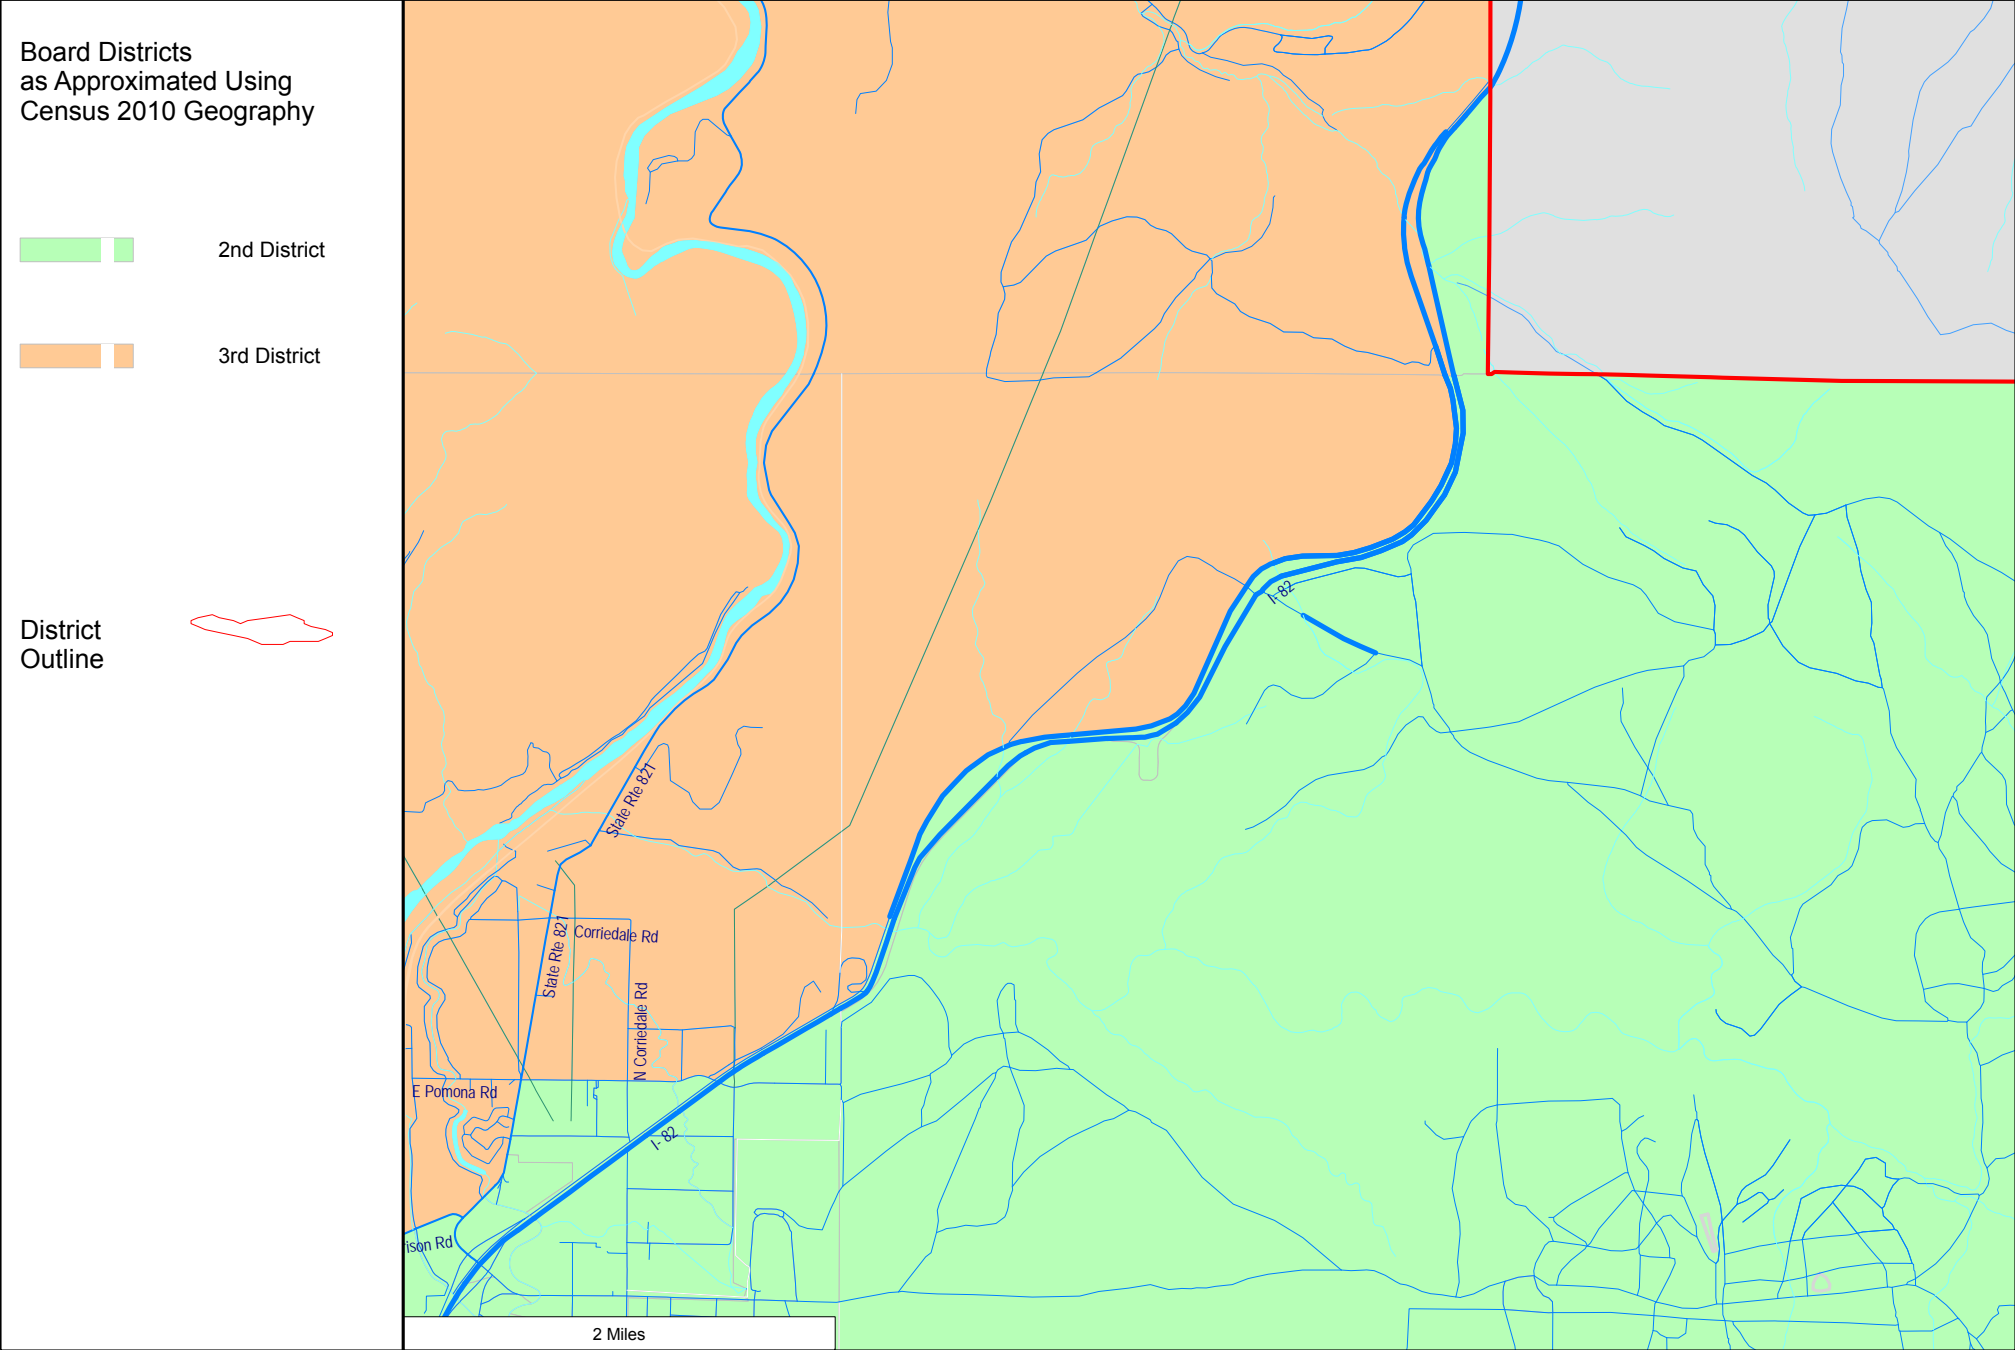 Board Districts
as Approximated Using
Census 2010 Geography
2nd District
3rd District
District
Outline
I- 82
State Rte 821
State Rte 821
Corriedale Rd
N Corriedale Rd
E Pomona Rd
I- 82
ison Rd
2 Miles